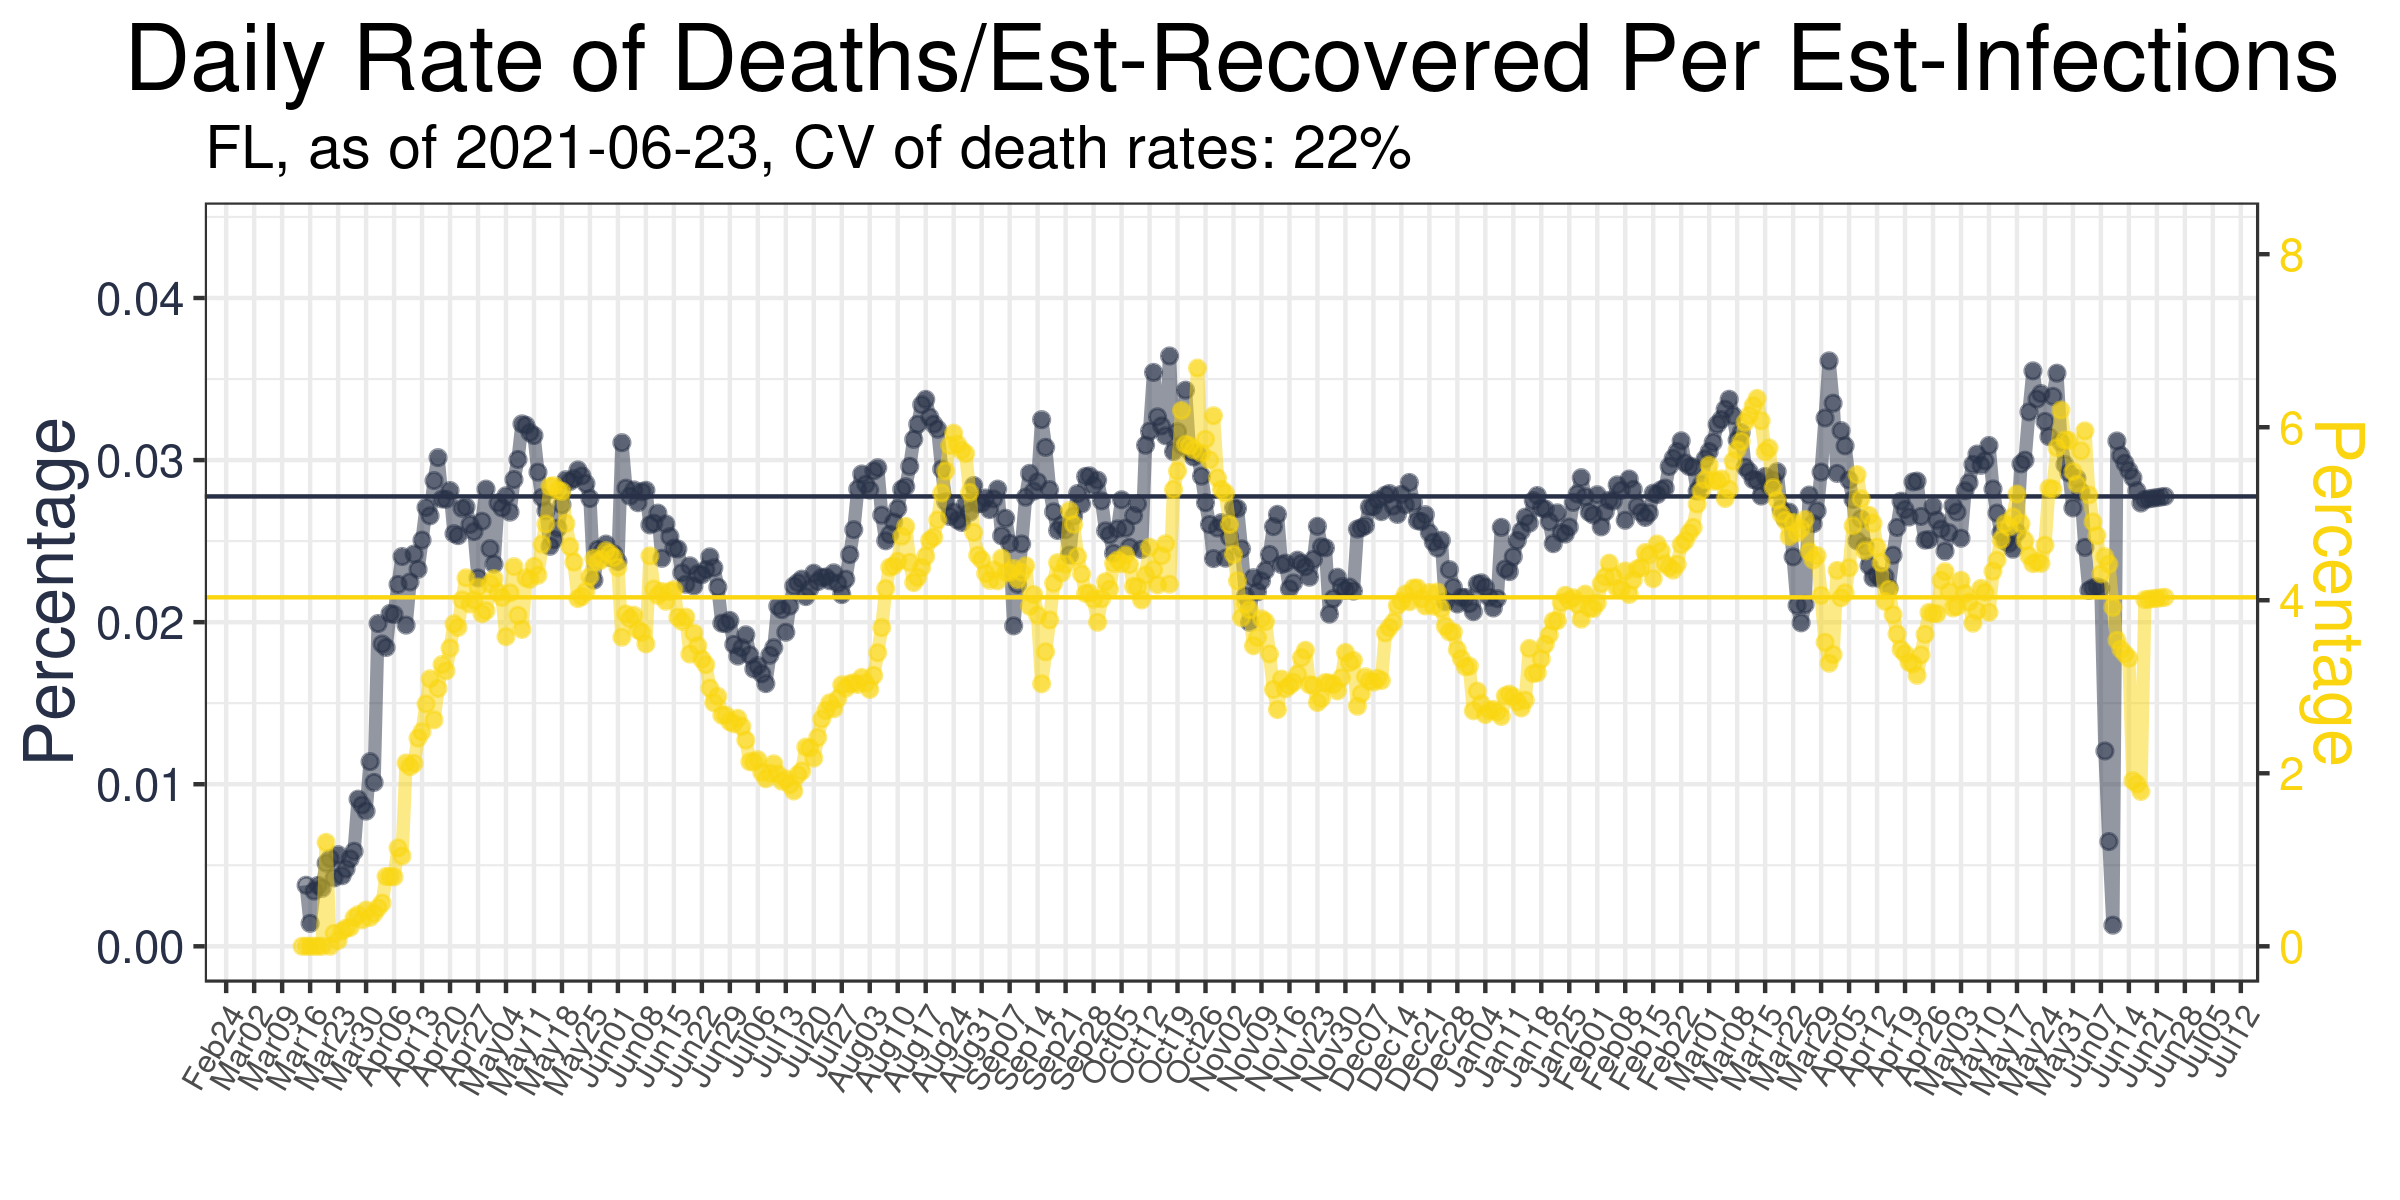 Daily Rate of Deaths/Est-Recovered Per Est-Infections
FL, as of 2021-06-23, CV of death rates: 22%
Percentage
0.04
0.03
0.02
0.01
0.00
8
6
4
2
0
Percentage
Feb24
Mar02
Mar09
Mar16
Mar23
Mar30
Apr06
Apr13
Apr20
Apr27
May04
May11
May18
May25
Jun01
Jun08
Jun15
Jun22
Jun29
Jul06
Jul13
Jul20
Jul27
Aug03
Aug10
Aug17
Aug24
Aug31
Sep07
Sep14
Sep21
Sep28
Oct05
Oct12
Oct19
Oct26
Nov02
Nov09
Nov16
Nov23
Nov30
Dec07
Dec14
Dec21
Dec28
Jan04
Jan11
Jan18
Jan25
Feb01
Feb08
Feb15
Feb22
Mar01
Mar08
Mar15
Mar22
Mar29
Apr05
Apr12
Apr19
Apr26
May03
May10
May17
May24
May31
Jun07
Jun14
Jun21
Jun28
Jul05
Jul12